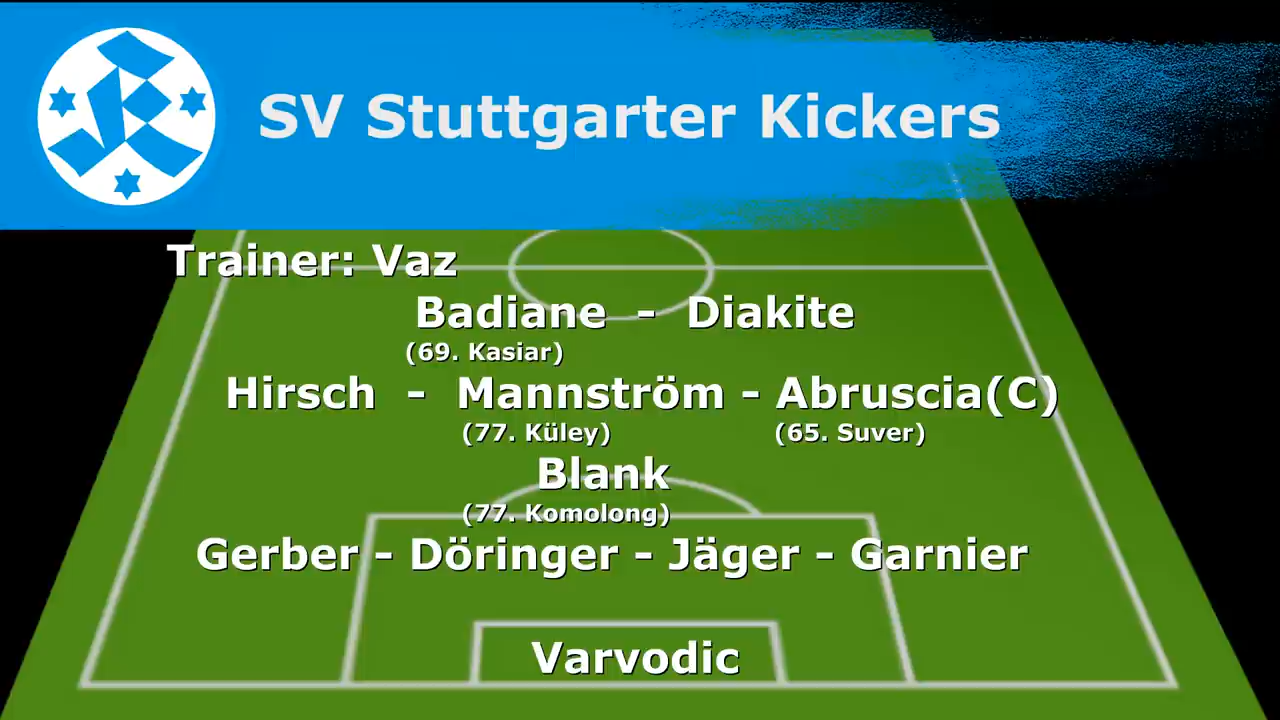 SV Stuttgarter Kickers
Trainer: Vaz
Badiane - Diakite
(69. Kasiar)
Hirsch - Mannström - Abruscia(C)
(77. Küley) (65. Suver)
Blank
(77. Komolong)
Gerber - Döringer - Jäger - Garnier
Varvodic